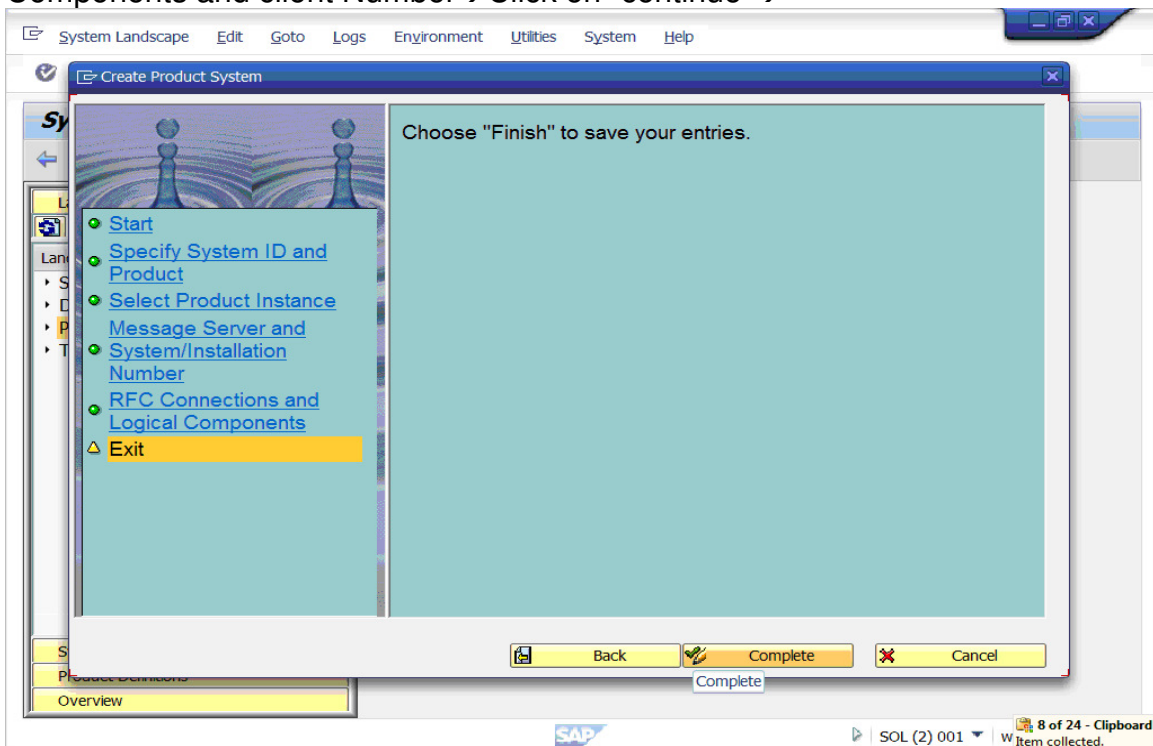 Components and client Number→Click on "continue"→
System Landscape Edit Goto Logs Environment Utilities System Help
Create Product System
Sy
Choose "Finish" to save your entries.
Start
Specify System ID and
Product
Select Product Instance
Message Server and
System/Installation
Number
RFC Connections and
Logical Components
Exit
Back Complete Cancel
Complete
Product Definitions
Overview
SAP
SOL (2) 001
8 of 24 - Clipboard
Item collected.